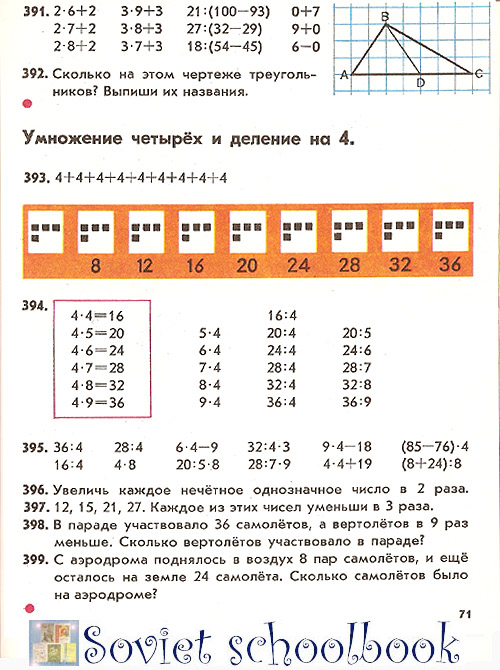 391. 2·6+2 3·9+3 21:(100−93) 0+7
2·7+2 3·8+3 27:(32−29) 9+0
2·8+2 3·7+3 18:(54−45) 6−0
B
A D C
392. Сколько на этом чертеже треуголь-
ников? Выпиши их названия.
Умножение четырёх и деление на 4.
393. 4+4+4+4+4+4+4+4+4
8 12 16 20 24 28 32 36
394. 4·4=16 16:4
4·5=20 5·4 20:4 20:5
4·6=24 6·4 24:4 24:6
4·7=28 7·4 28:4 28:7
4·8=32 8·4 32:4 32:8
4·9=36 9·4 36:4 36:9
395. 36:4 28:4 6·4−9 32:4·3 9·4−18 (85−76)·4
16:4 4·8 20:5·8 28:7·9 4·4+19 (8+24):8
396. Увеличь каждое нечётное однозначное число в 2 раза.
397. 12, 15, 21, 27. Каждое из этих чисел уменьши в 3 раза.
398. В параде участвовало 36 самолётов, а вертолётов в 9 раз
меньше. Сколько вертолётов участвовало в параде?
399. С аэродрома поднялось в воздух 8 пар самолётов, и ещё
осталось на земле 24 самолёта. Сколько самолётов было
на аэродроме?
71
Soviet schoolbook